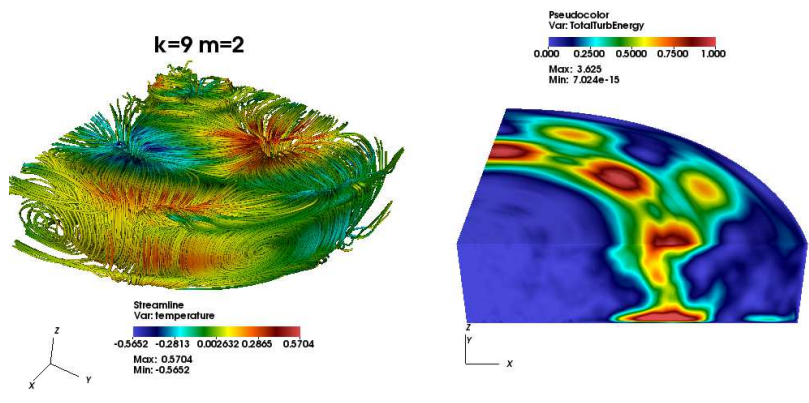 k=9 m=2
Streamline
Var: temperature
-0.5652 -0.2813 0.002632 0.2865 0.5704
Max: 0.5704
Min: -0.5652
Z
X
Y
Pseudocolor
Var: TotalTurbEnergy
0.000 0.2500 0.5000 0.7500 1.000
Max: 3.625
Min: 7.024e-15
Z
Y
X